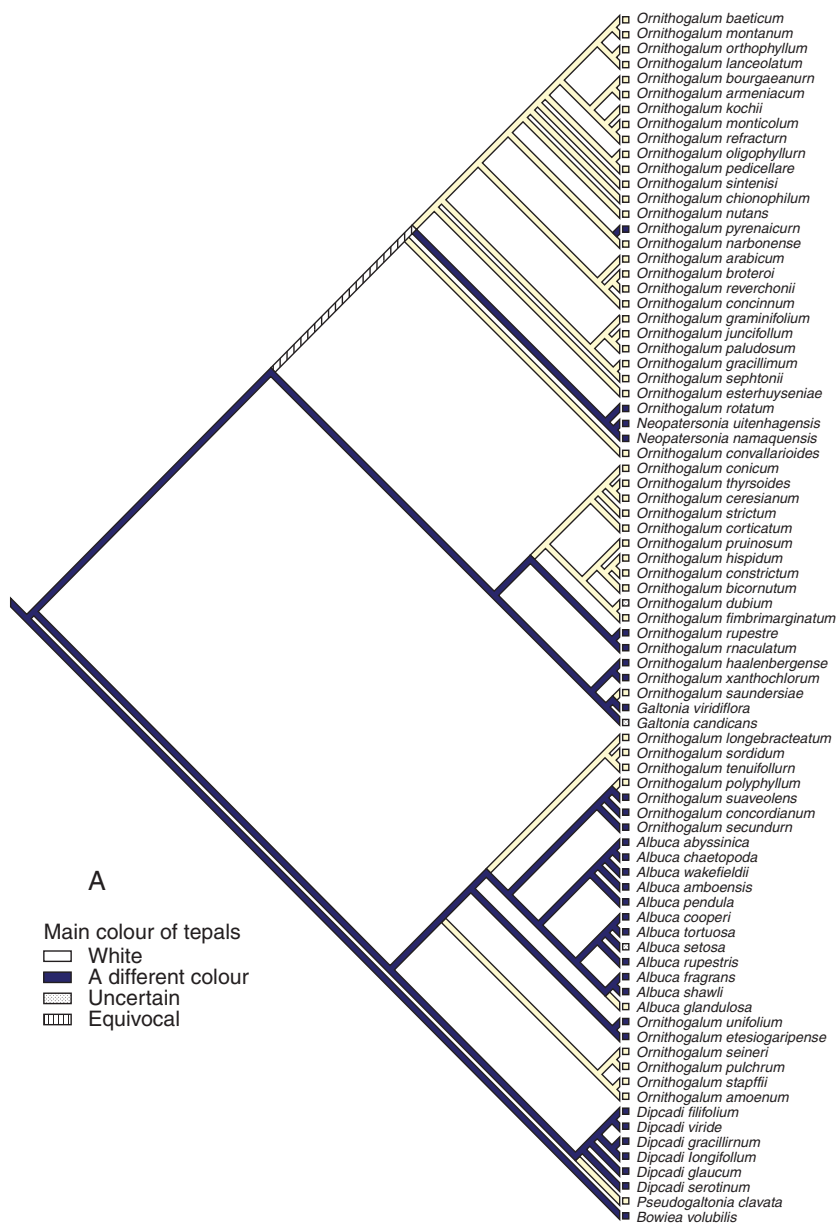 Ornithogalum baeticum
Ornithogalum montanum
Ornithogalum orthophyllum
Ornithogalum lanceolatum
Ornithogalum bourgaeanurn
Ornithogalum armeniacum
Ornithogalum kochii
Ornithogalum monticolum
Ornithogalum refracturn
Ornithogalum oligophyllurn
Ornithogalum pedicellare
Ornithogalum sintenisi
Ornithogalum chionophilum
Ornithogalum nutans
Ornithogalum pyrenaicurn
Ornithogalum narbonense
Ornithogalum arabicum
Ornithogalum broteroi
Ornithogalum reverchonii
Ornithogalum concinnum
Ornithogalum graminifolium
Ornithogalum juncifollum
Ornithogalum paludosum
Ornithogalum gracillimum
Ornithogalum sephtonii
Ornithogalum esterhuyseniae
Ornithogalum rotatum
Neopatersonia uitenhagensis
Neopatersonia namaquensis
Ornithogalum convallarioides
Ornithogalum conicum
Ornithogalum thyrsoides
Ornithogalum ceresianum
Ornithogalum strictum
Ornithogalum corticatum
Ornithogalum pruinosum
Ornithogalum hispidum
Ornithogalum constrictum
Ornithogalum bicornutum
Ornithogalum dubium
Ornithogalum fimbrimarginatum
Ornithogalum rupestre
Ornithogalum rnaculatum
Ornithogalum haalenbergense
Ornithogalum xanthochlorum
Ornithogalum saundersiae
Galtonia viridiflora
Galtonia candicans
Ornithogalum longebracteatum
Ornithogalum sordidum
Ornithogalum tenuifollurn
Ornithogalum polyphyllum
Ornithogalum suaveolens
Ornithogalum concordianum
Ornithogalum secundurn
Albuca abyssinica
Albuca chaetopoda
Albuca wakefieldii
Albuca amboensis
Albuca pendula
Albuca cooperi
Albuca tortuosa
Albuca setosa
Albuca rupestris
Albuca fragrans
Albuca shawli
Albuca glandulosa
Ornithogalum unifolium
Ornithogalum etesiogaripense
Ornithogalum seineri
Ornithogalum pulchrum
Ornithogalum stapffii
Ornithogalum amoenum
Dipcadi filifolium
Dipcadi viride
Dipcadi gracillirnum
Dipcadi longifollum
Dipcadi glaucum
Dipcadi serotinum
Pseudogaltonia clavata
Bowiea volubilis
A
Main colour of tepals
White
A different colour
Uncertain
Equivocal